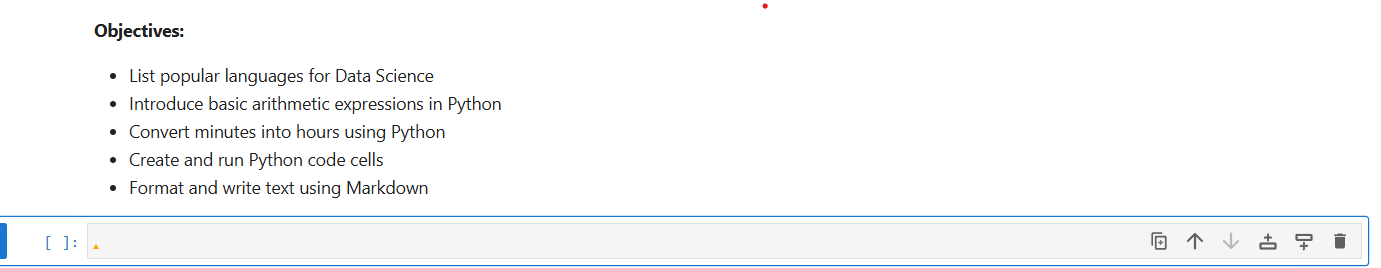 Objectives:
• List popular languages for Data Science
• Introduce basic arithmetic expressions in Python
• Convert minutes into hours using Python
• Create and run Python code cells
• Format and write text using Markdown
[ ]: